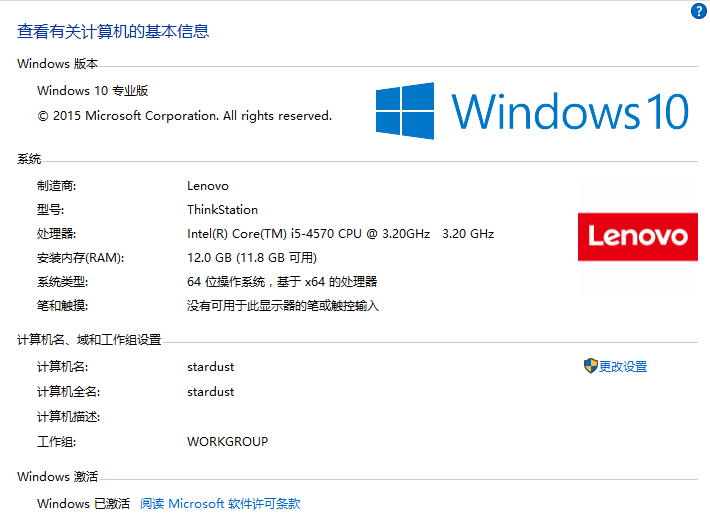 ?
查看有关计算机的基本信息
Windows 版本
Windows 10 专业版
© 2015 Microsoft Corporation. All rights reserved.
Windows 10
系统
制造商: Lenovo
型号: ThinkStation
处理器: Intel(R) Core(TM) i5-4570 CPU @ 3.20GHz 3.20 GHz
安装内存(RAM): 12.0 GB (11.8 GB 可用)
系统类型: 64 位操作系统，基于 x64 的处理器
笔和触摸: 没有可用于此显示器的笔或触控输入
Lenovo
计算机名、域和工作组设置
计算机名: stardust 更改设置
计算机全名: stardust
计算机描述:
工作组: WORKGROUP
Windows 激活
Windows 已激活 阅读 Microsoft 软件许可条款